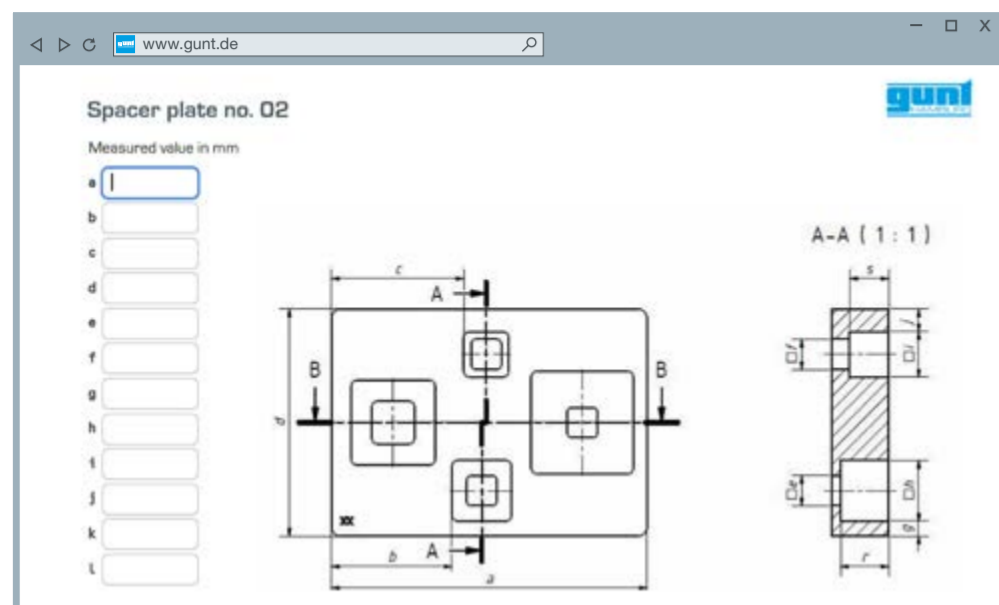 www.gunt.de
X
gunt
Spacer plate no. 02
Measured value in mm
a
b
c
d
e
f
g
h
i
j
k
l
A-A ( 1 : 1 )
c
s
A
j
□f
□i
B
B
d
□e
□h
xx
g
b
A
r
a